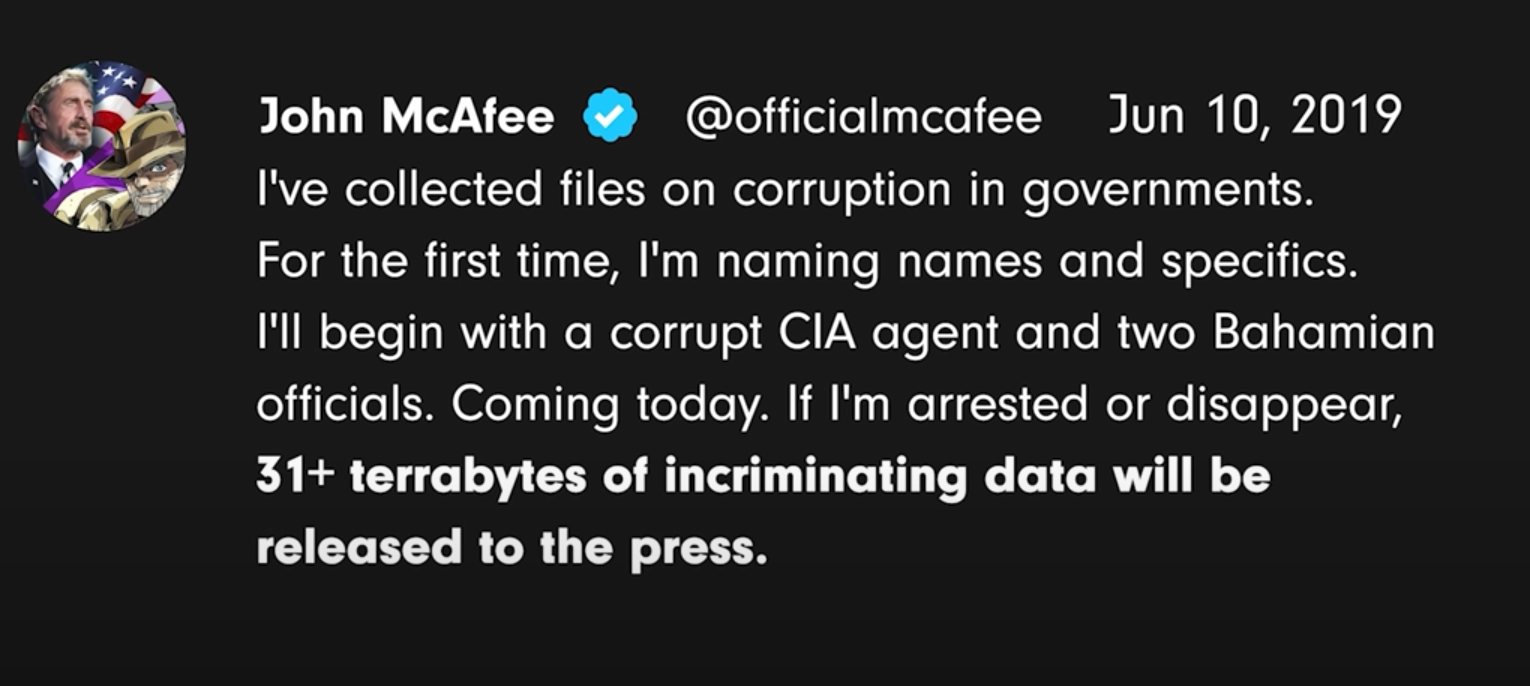 John McAfee @officialmcafee Jun 10, 2019
I've collected files on corruption in governments.
For the first time, I'm naming names and specifics.
I'll begin with a corrupt CIA agent and two Bahamian
officials. Coming today. If I'm arrested or disappear,
31+ terrabytes of incriminating data will be
released to the press.